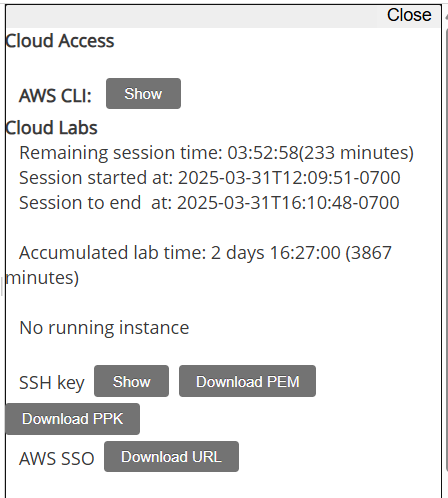 Close
Cloud Access
AWS CLI: Show
Cloud Labs
Remaining session time: 03:52:58(233 minutes)
Session started at: 2025-03-31T12:09:51-0700
Session to end at: 2025-03-31T16:10:48-0700
Accumulated lab time: 2 days 16:27:00 (3867
minutes)
No running instance
SSH key Show Download PEM
Download PPK
AWS SSO Download URL